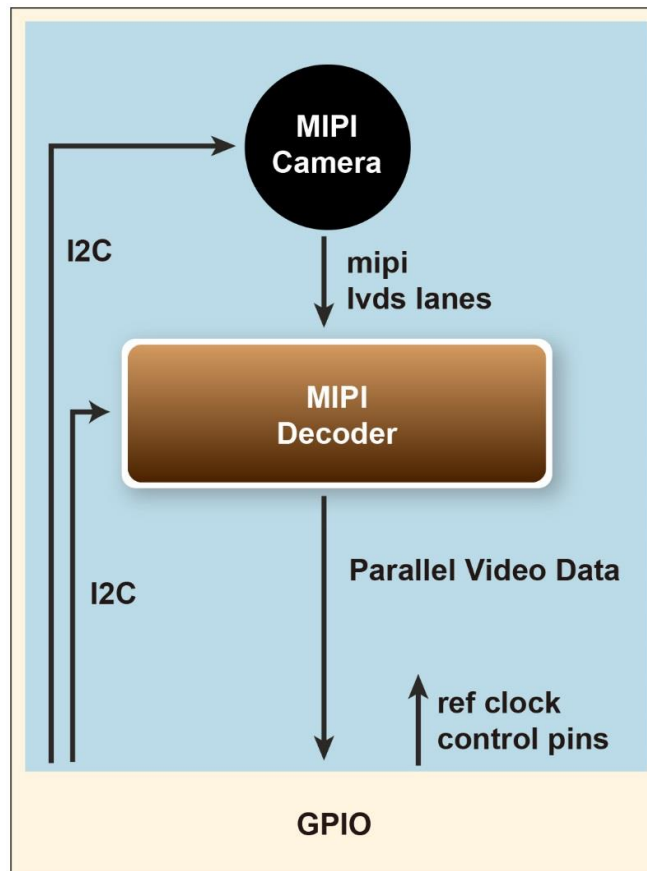 MIPI
Camera
I2C
mipi
lvds lanes
MIPI
Decoder
I2C
Parallel Video Data
ref clock
control pins
GPIO